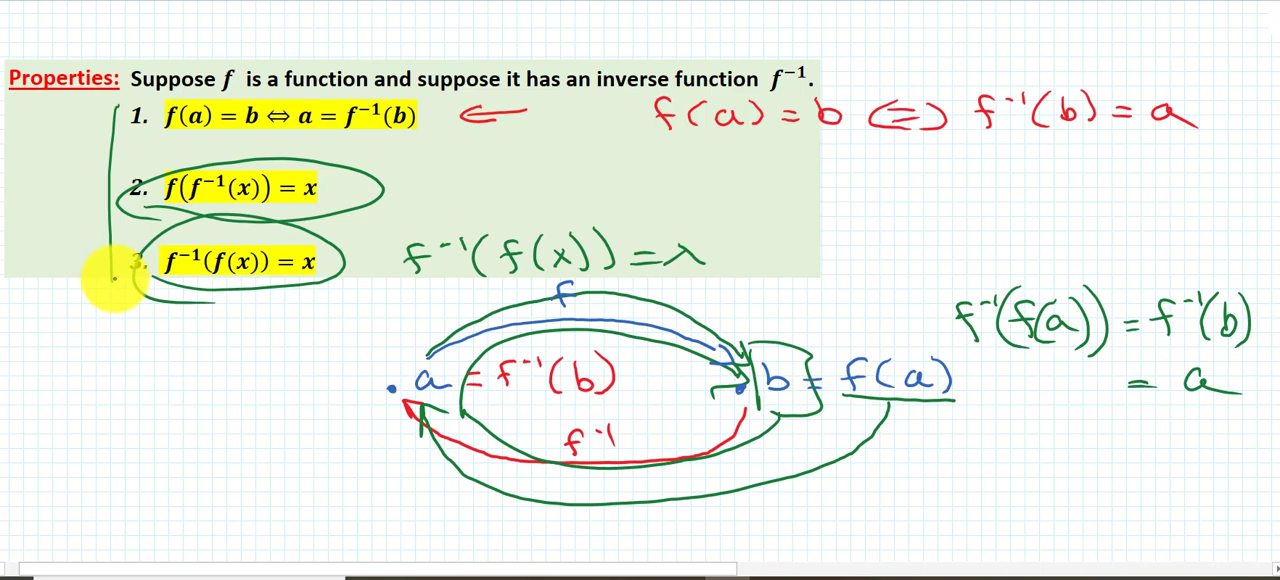 Properties: Suppose f is a function and suppose it has an inverse function f⁻¹.
1. f(a) = b ⇔ a = f⁻¹(b)
f(a) = b ⇔ f⁻¹(b) = a
2. f(f⁻¹(x)) = x
3. f⁻¹(f(x)) = x
f⁻¹(f(x)) = x
f
f⁻¹(f(a)) = f⁻¹(b)
= a
a = f⁻¹(b)
b = f(a)
f⁻¹